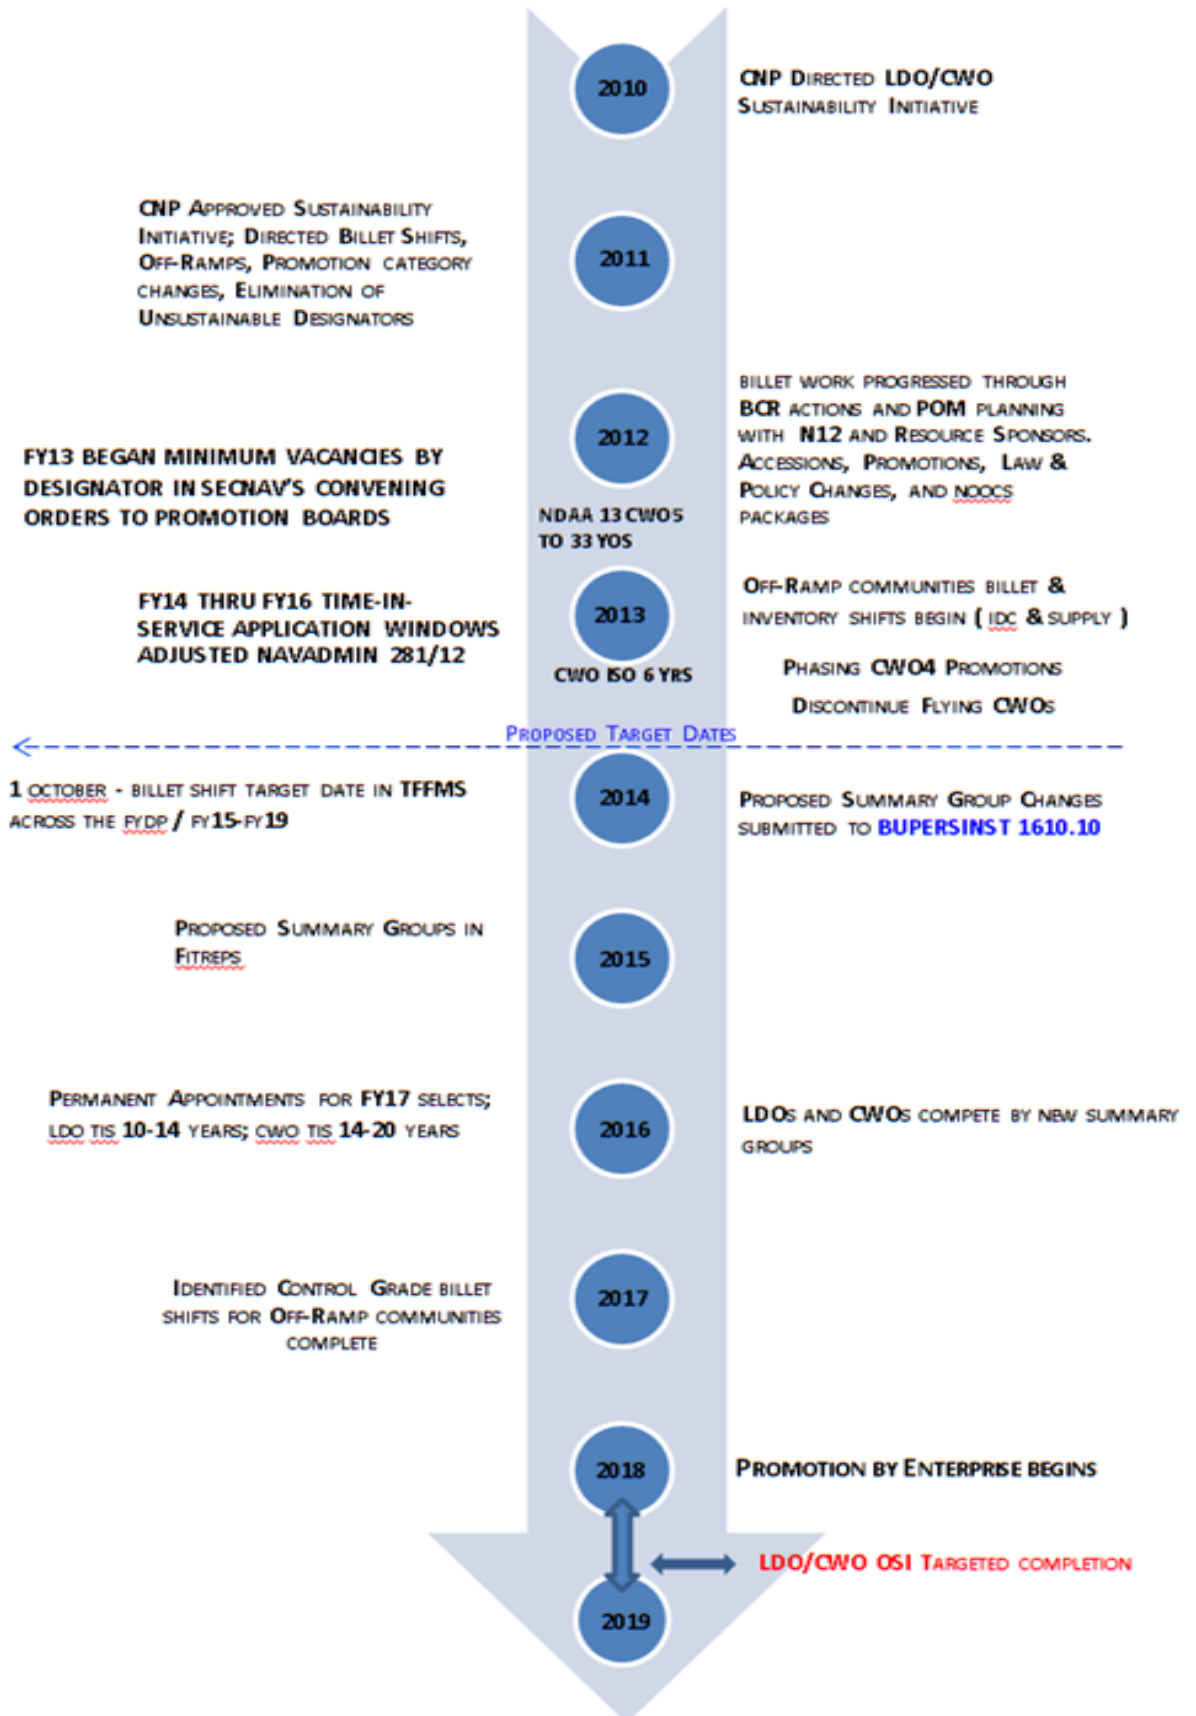 2010
CNP Directed LDO/CWO
Sustainability Initiative
CNP Approved Sustainability
Initiative; Directed Billet Shifts,
Off-Ramps, Promotion category
changes, Elimination of
Unsustainable Designators
2011
2012
billet work progressed through
BCR actions and POM planning
with N12 and Resource Sponsors.
Accessions, Promotions, Law &
Policy Changes, and noocs
packages
FY13 BEGAN MINIMUM VACANCIES BY
DESIGNATOR IN SECNAV'S CONVENING
ORDERS TO PROMOTION BOARDS
NDAA 13 CWO5
TO 33 YOS
FY14 THRU FY16 TIME-IN-
SERVICE APPLICATION WINDOWS
ADJUSTED NAVADMIN 281/12
2013
CWO ISO 6 YRS
Off-Ramp communities billet &
inventory shifts begin ( idc & supply )
Phasing CWO4 Promotions
Discontinue Flying CWOs
Proposed Target Dates
1 october - billet shift target date in TFFMS
across the fydp / fy15-fy19
2014
Proposed Summary Group Changes
submitted to BUPERSINST 1610.10
Proposed Summary Groups in
Fitreps
2015
Permanent Appointments for FY17 selects;
ldo tis 10-14 years; cwo tis 14-20 years
2016
LDOs and CWOs compete by new summary
groups
Identified Control Grade billet
shifts for Off-Ramp communities
complete
2017
2018
Promotion by Enterprise begins
LDO/CWO OSI Targeted completion
2019